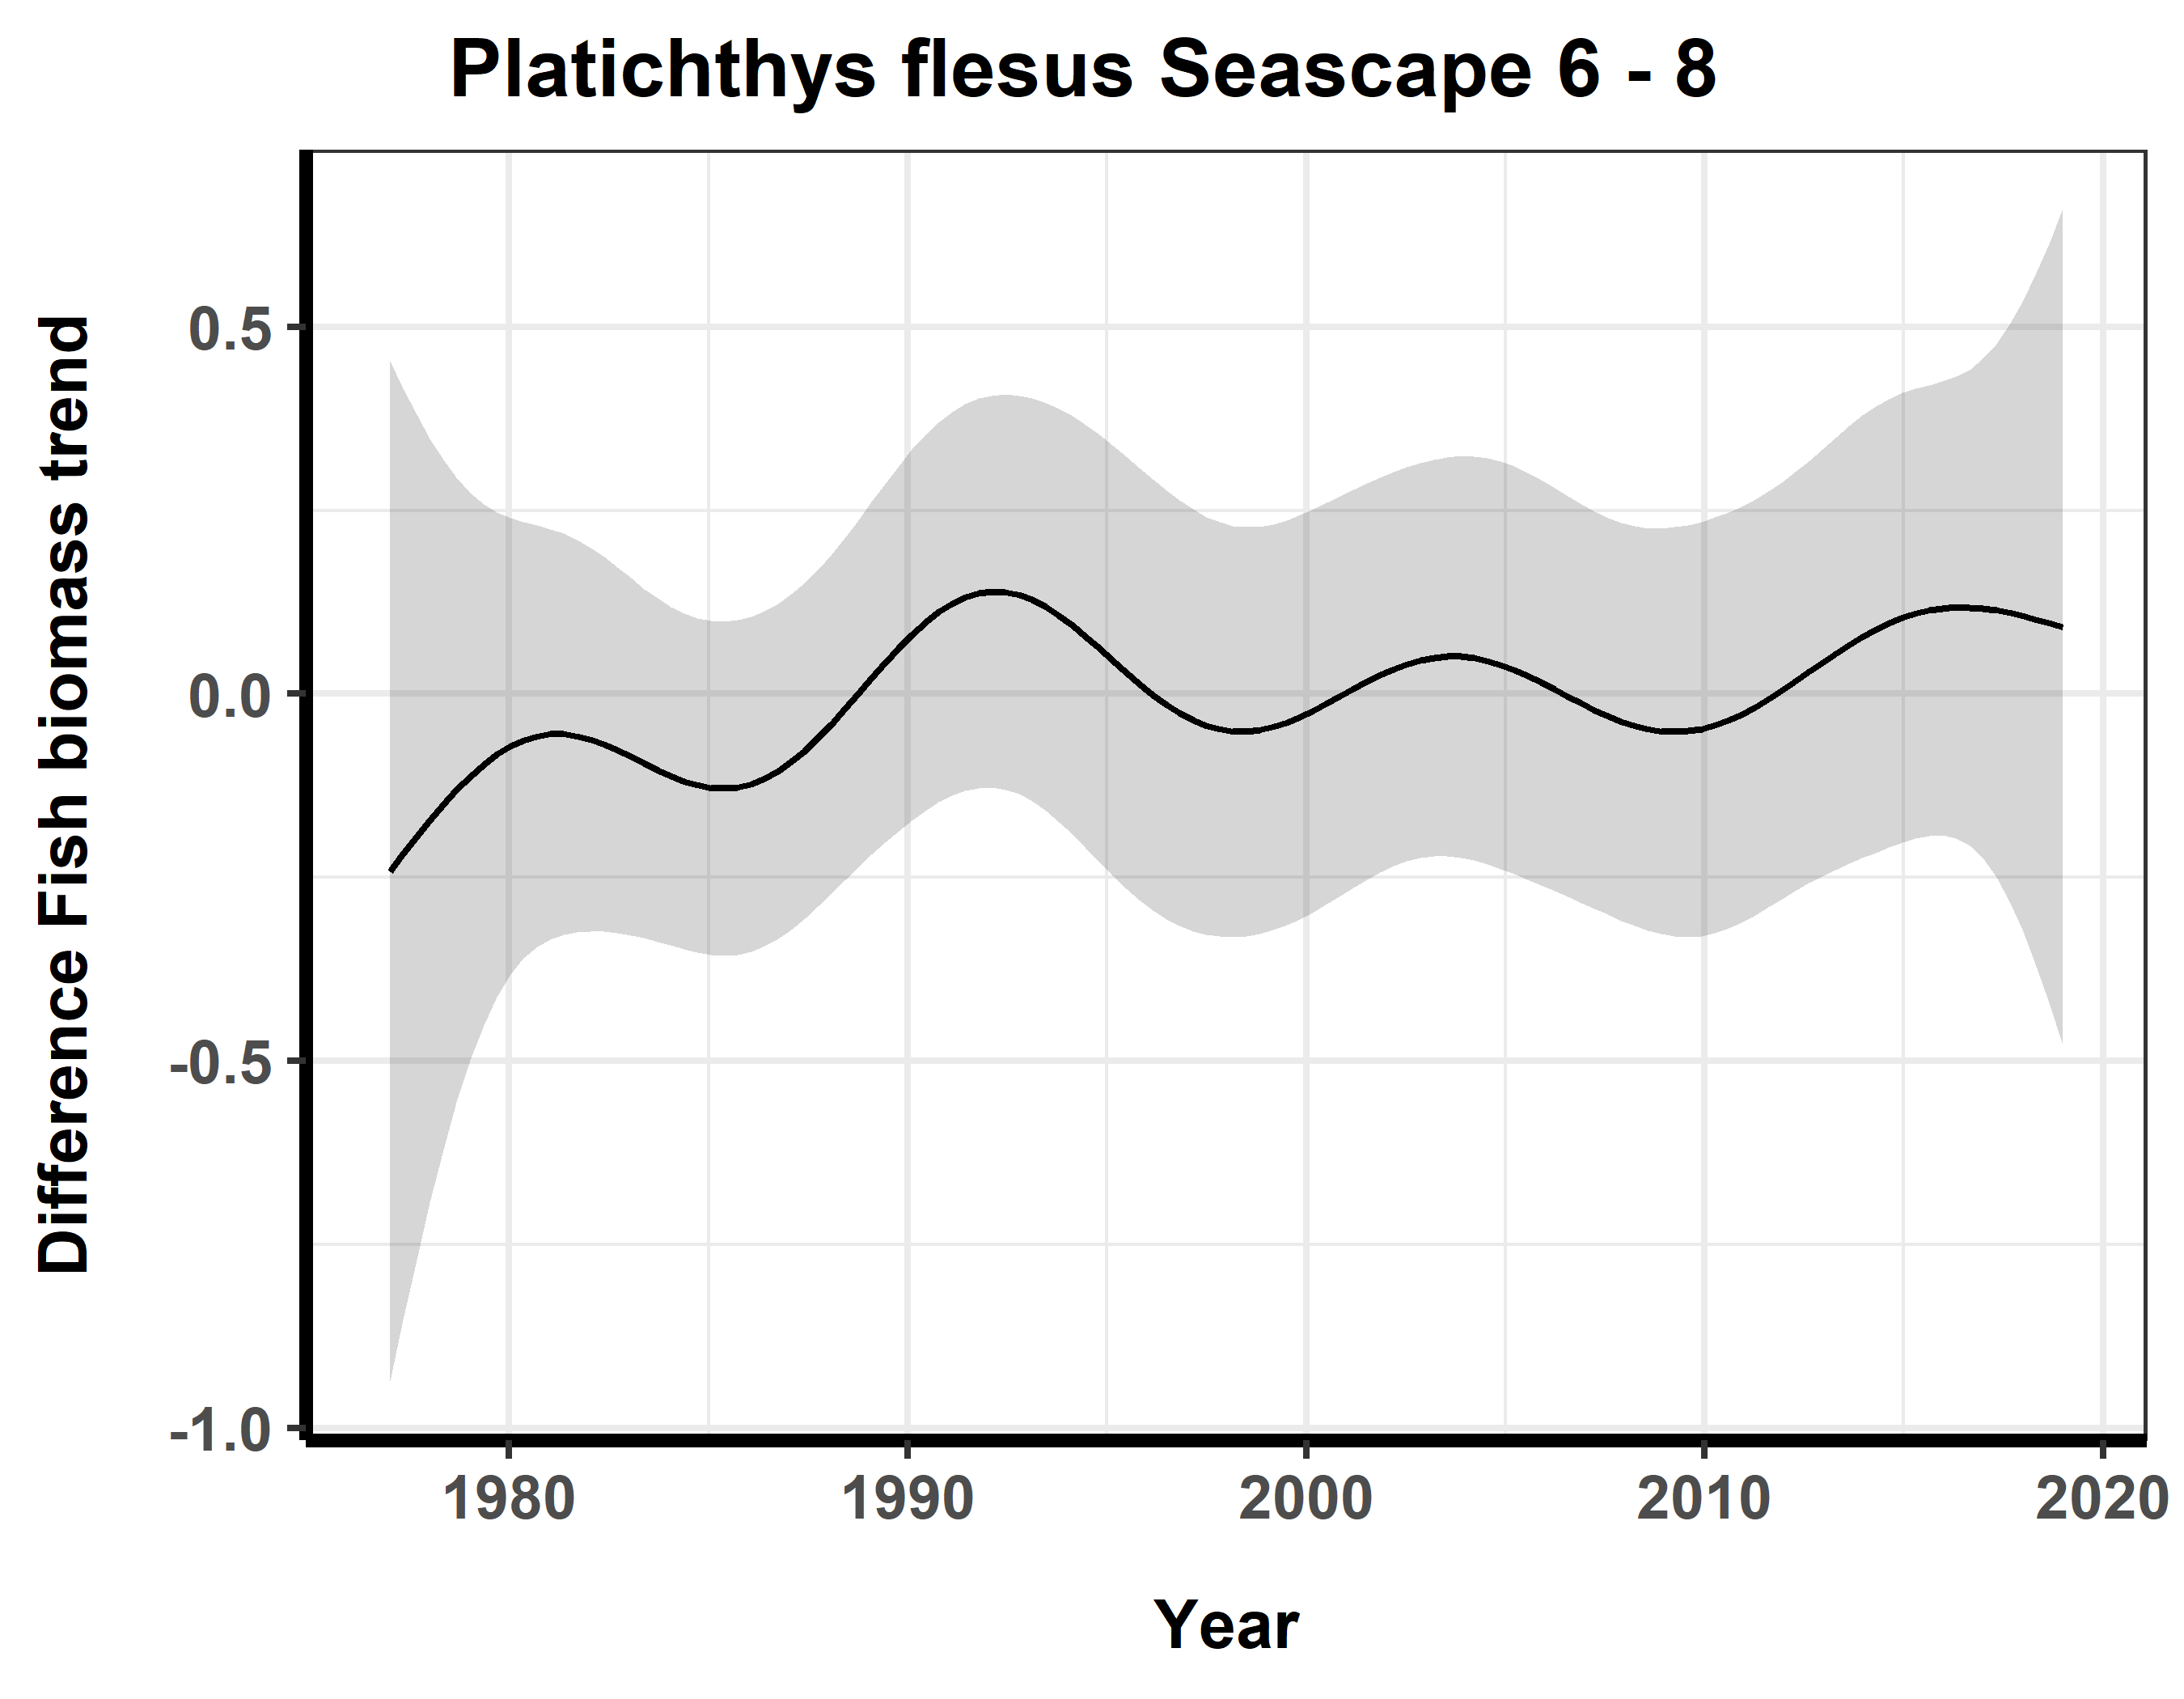 Platichthys flesus Seascape 6 - 8
Difference Fish biomass trend
0.5
0.0
-0.5
-1.0
1980 1990 2000 2010 2020
Year